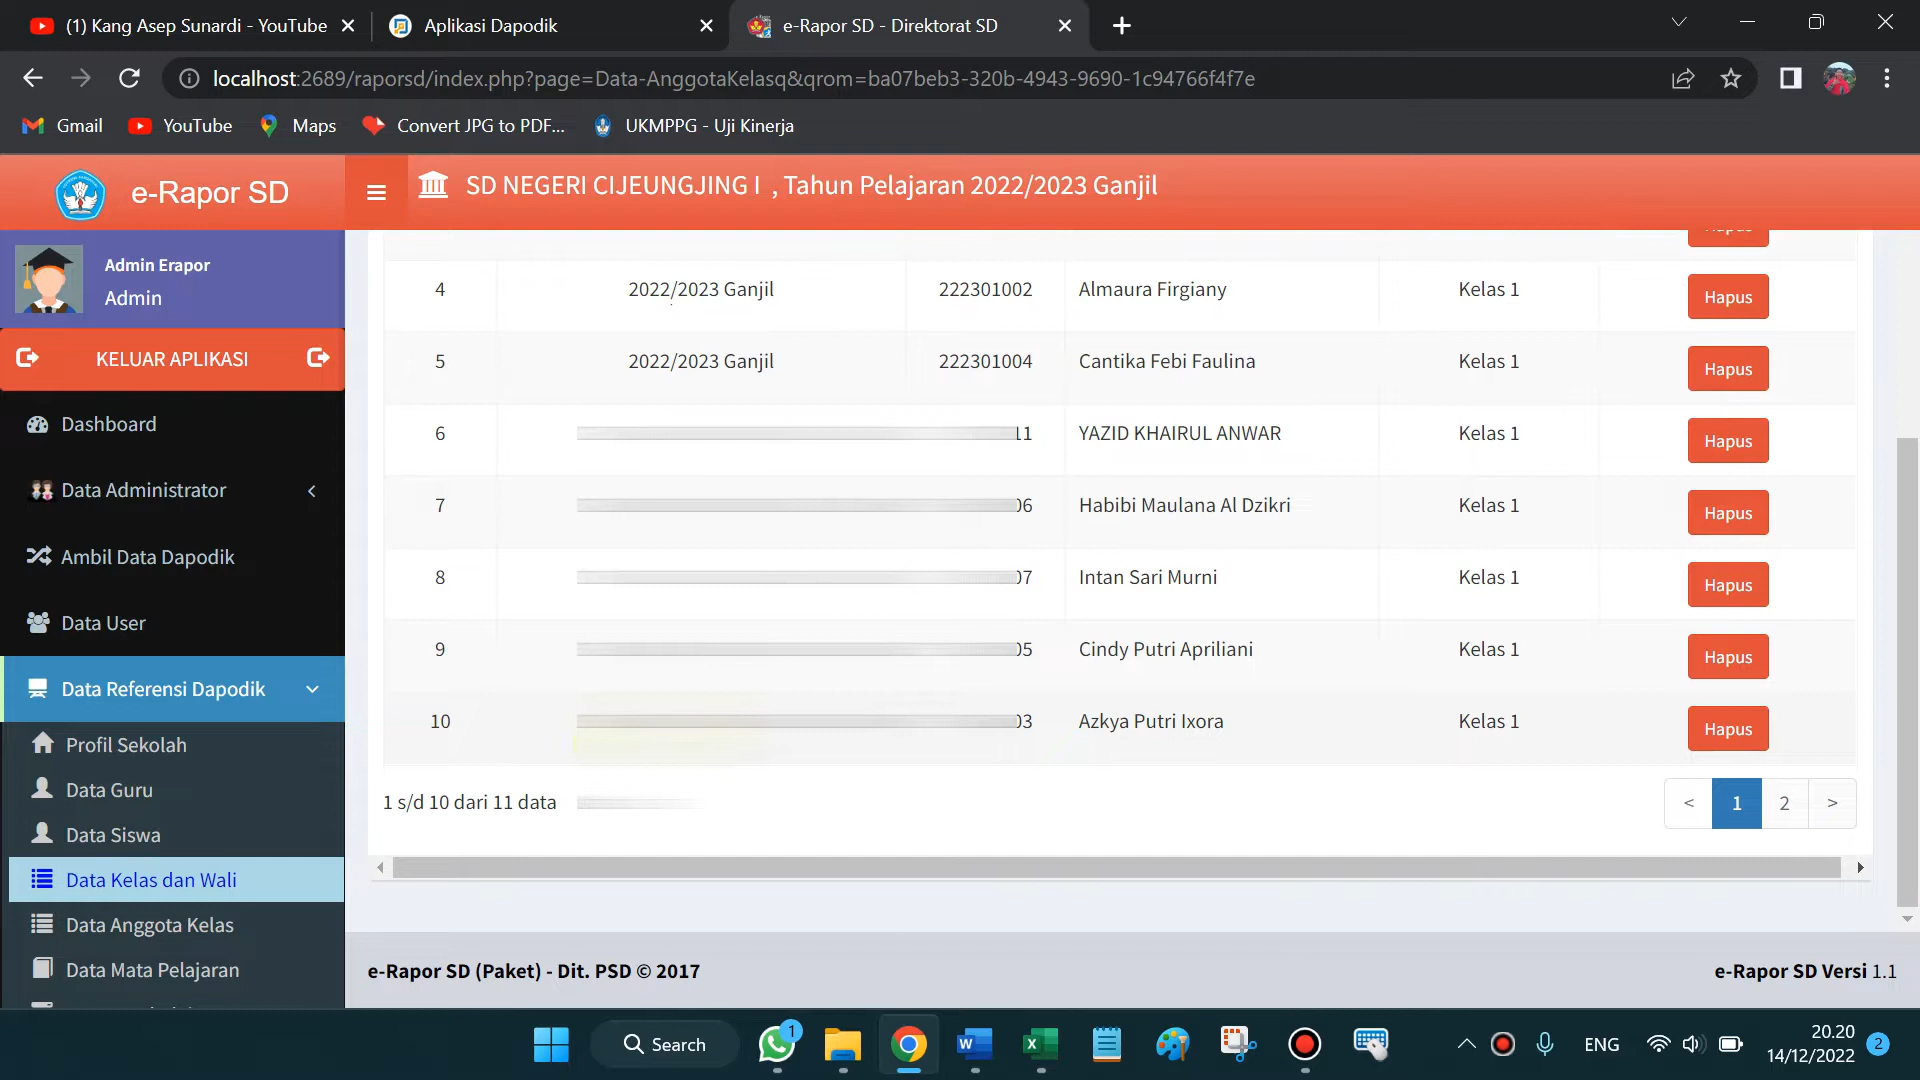 (1) Kang Asep Sunardi - YouTube
Aplikasi Dapodik
e-Rapor SD - Direktorat SD
localhost:2689/raporsd/index.php?page=Data-AnggotaKelasq&qrom=ba07beb3-320b-4943-9690-1c94766f4f7e
Gmail YouTube Maps Convert JPG to PDF... UKMPPG - Uji Kinerja
e-Rapor SD
SD NEGERI CIJEUNGJING I , Tahun Pelajaran 2022/2023 Ganjil
Admin Erapor
Admin
KELUAR APLIKASI
Dashboard
Data Administrator
Ambil Data Dapodik
Data User
Data Referensi Dapodik
Profil Sekolah
Data Guru
Data Siswa
Data Kelas dan Wali
Data Anggota Kelas
Data Mata Pelajaran
4 2022/2023 Ganjil 222301002 Almaura Firgiany Kelas 1 Hapus
5 2022/2023 Ganjil 222301004 Cantika Febi Faulina Kelas 1 Hapus
6 11 YAZID KHAIRUL ANWAR Kelas 1 Hapus
7 06 Habibi Maulana Al Dzikri Kelas 1 Hapus
8 07 Intan Sari Murni Kelas 1 Hapus
9 05 Cindy Putri Apriliani Kelas 1 Hapus
10 03 Azkya Putri Ixora Kelas 1 Hapus
1 s/d 10 dari 11 data
< 1 2 >
e-Rapor SD (Paket) - Dit. PSD © 2017
e-Rapor SD Versi 1.1
Search
1
ENG
20.20
14/12/2022
2